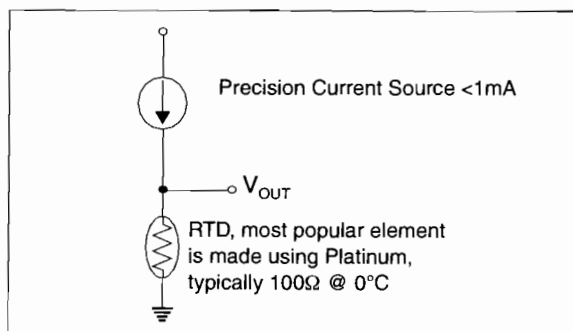 Precision Current Source <1mA
VOUT
RTD, most popular element
is made using Platinum,
typically 100Ω @ 0°C